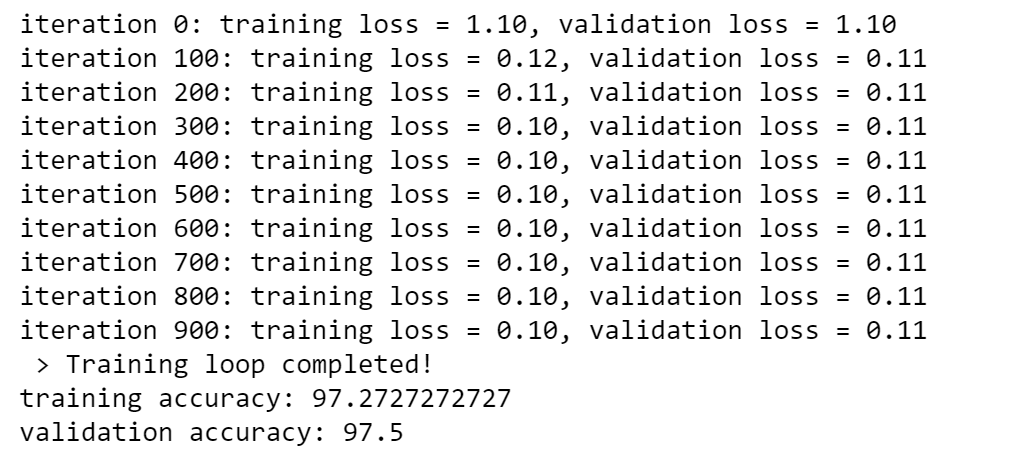 iteration 0: training loss = 1.10, validation loss = 1.10
iteration 100: training loss = 0.12, validation loss = 0.11
iteration 200: training loss = 0.11, validation loss = 0.11
iteration 300: training loss = 0.10, validation loss = 0.11
iteration 400: training loss = 0.10, validation loss = 0.11
iteration 500: training loss = 0.10, validation loss = 0.11
iteration 600: training loss = 0.10, validation loss = 0.11
iteration 700: training loss = 0.10, validation loss = 0.11
iteration 800: training loss = 0.10, validation loss = 0.11
iteration 900: training loss = 0.10, validation loss = 0.11
 > Training loop completed!
training accuracy: 97.2727272727
validation accuracy: 97.5